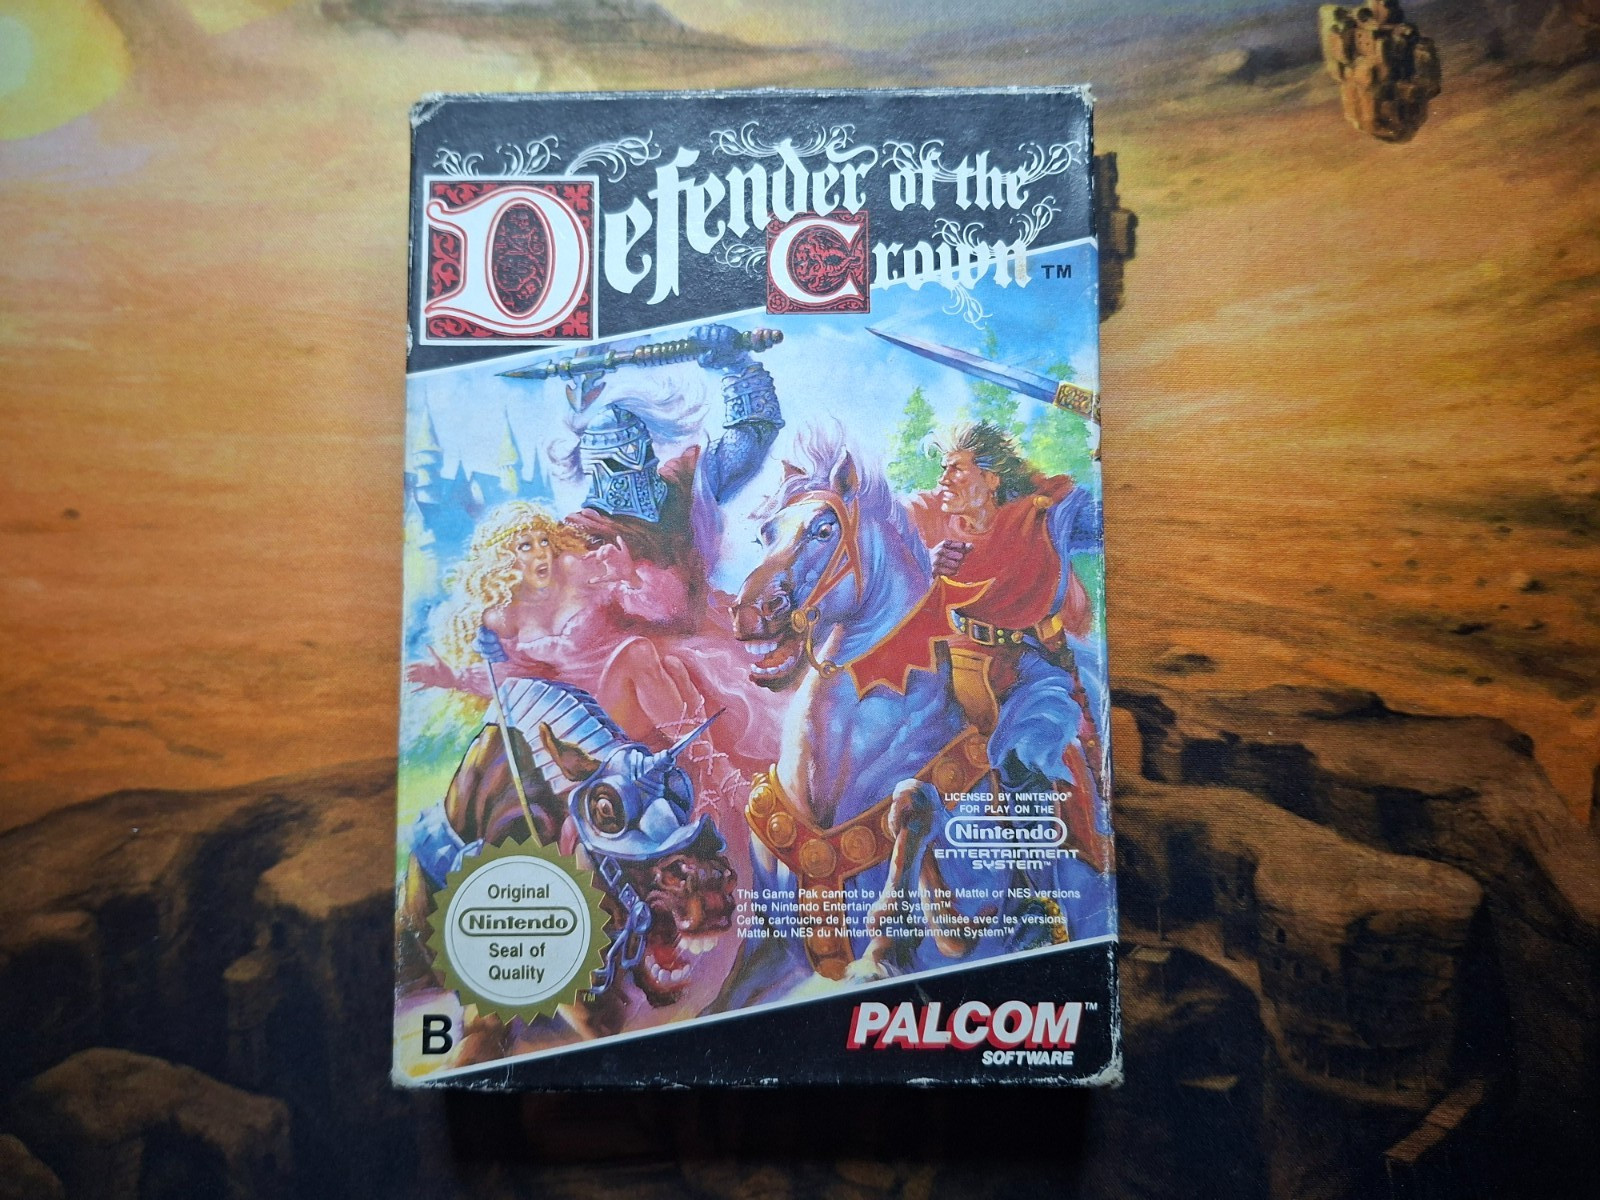 Defender of the
Crown™
LICENSED BY NINTENDO®
FOR PLAY ON THE
Nintendo
ENTERTAINMENT
SYSTEM™
This Game Pak cannot be used with the Mattel or NES versions
of the Nintendo Entertainment System™
Cette cartouche de jeu ne peut être utilisée avec les versions
Mattel ou NES du Nintendo Entertainment System™
Original
Nintendo
Seal of
Quality
TM
B
PALCOM™
SOFTWARE